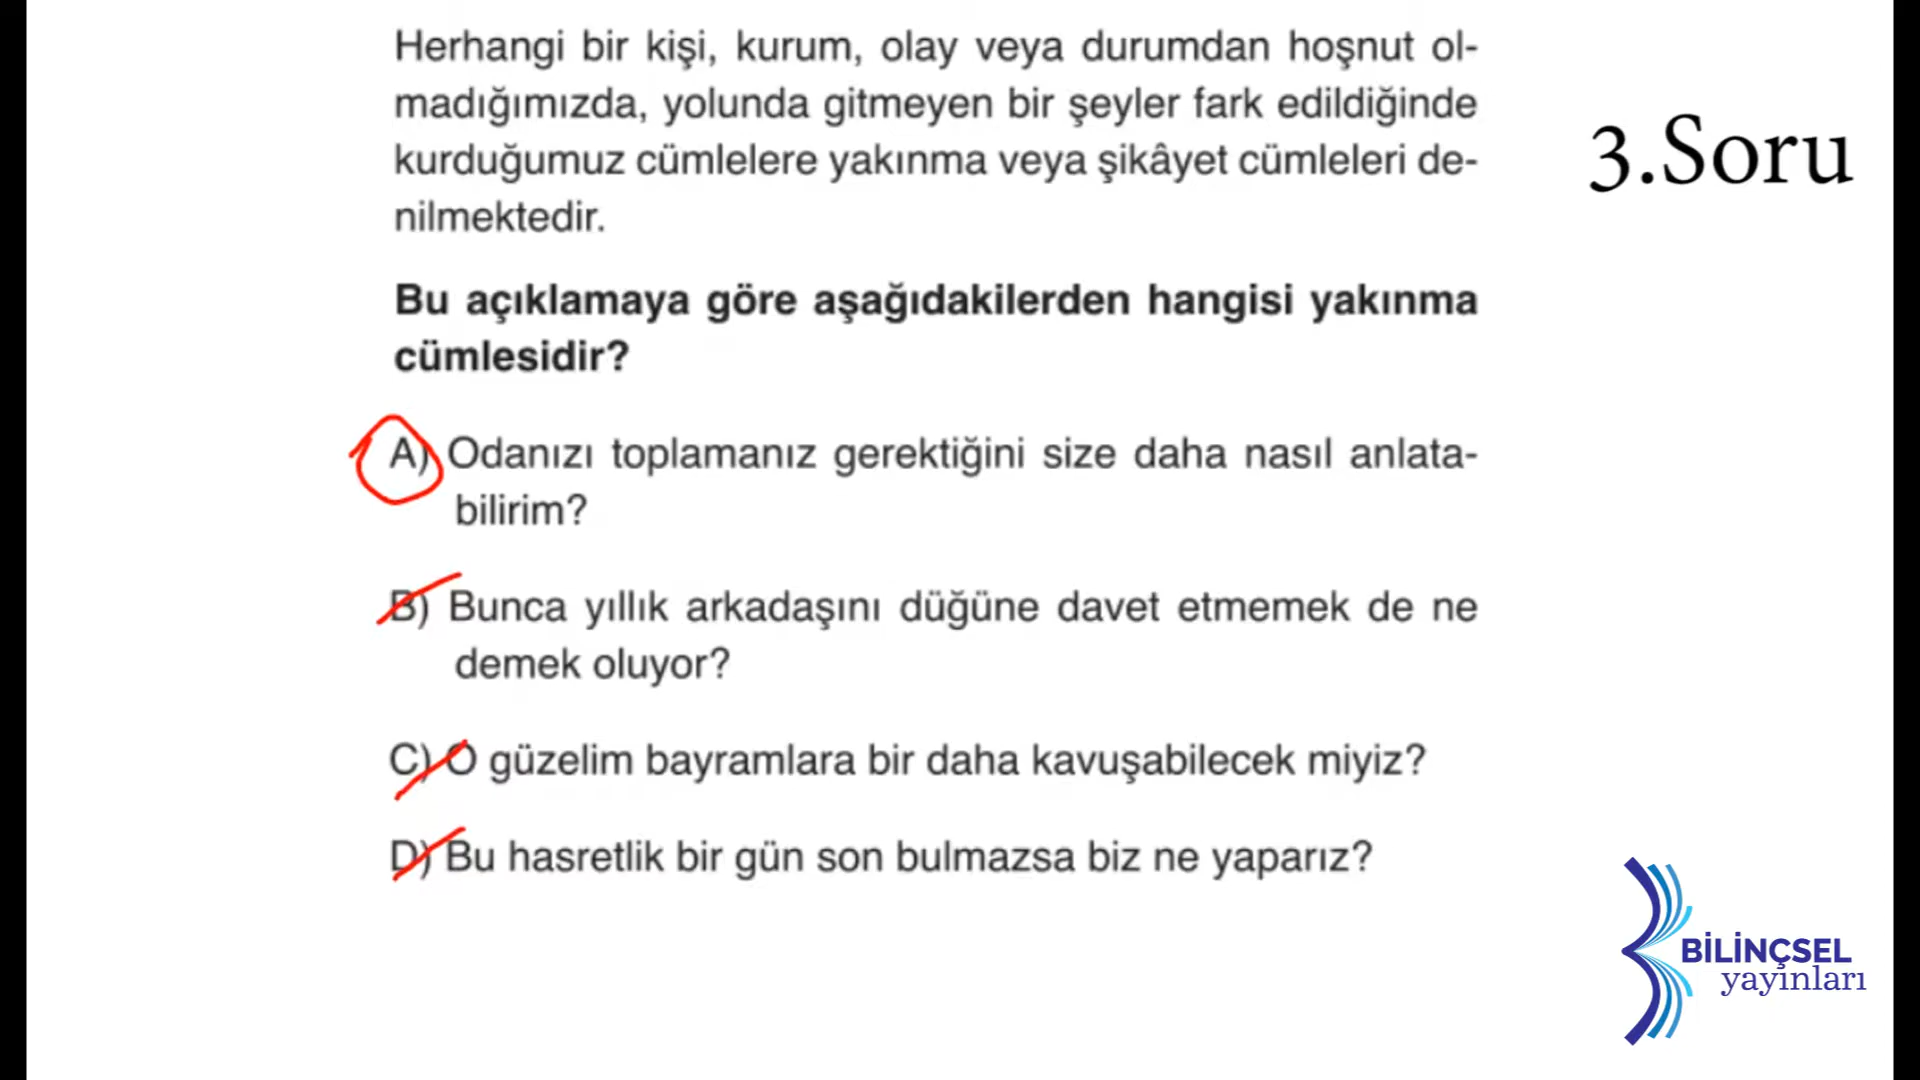 Herhangi bir kişi, kurum, olay veya durumdan hoşnut ol-
madığımızda, yolunda gitmeyen bir şeyler fark edildiğinde
kurduğumuz cümlelere yakınma veya şikâyet cümleleri de-
nilmektedir.
3.Soru
Bu açıklamaya göre aşağıdakilerden hangisi yakınma
cümlesidir?
A) Odanızı toplamanız gerektiğini size daha nasıl anlata-
bilirim?
B) Bunca yıllık arkadaşını düğüne davet etmemek de ne
demek oluyor?
C) O güzelim bayramlara bir daha kavuşabilecek miyiz?
D) Bu hasretlik bir gün son bulmazsa biz ne yaparız?
BİLİNÇSEL
yayınları